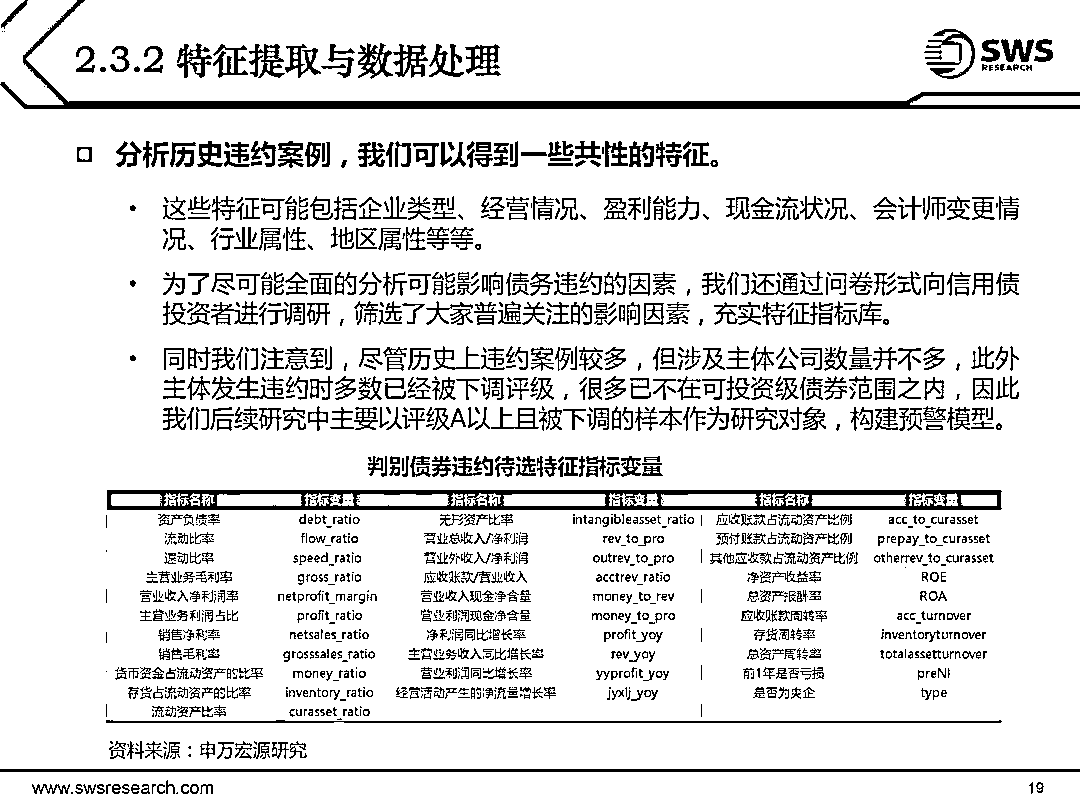 2.3.2 特征提取与数据处理
SWS
RESEARCH
分析历史违约案例，我们可以得到一些共性的特征。
• 这些特征可能包括企业类型、经营情况、盈利能力、现金流状况、会计师变更情
况、行业属性、地区属性等等。
• 为了尽可能全面的分析可能影响债务违约的因素，我们还通过问卷形式向信用债
投资者进行调研，筛选了大家普遍关注的影响因素，充实特征指标库。
• 同时我们注意到，尽管历史上违约案例较多，但涉及主体公司数量并不多，此外
主体发生违约时多数已经被下调评级，很多已不在可投资级债券范围之内，因此
我们后续研究中主要以评级A以上且被下调的样本作为研究对象，构建预警模型。
判别债券违约待选特征指标变量
指标名称 指标变量 指标名称 指标变量 指标名称 指标变量
资产负债率 debt_ratio 无形资产比率 intangibleasset_ratio 应收账款占流动资产比例 acc_to_curasset
流动比率 flow_ratio 营业总收入/净利润 rev_to_pro 预付账款占流动资产比例 prepay_to_curasset
速动比率 speed_ratio 营业外收入/净利润 outrev_to_pro 其他应收款占流动资产比例 otherrev_to_curasset
主营业务毛利率 gross_ratio 应收账款/营业收入 acctrev_ratio 净资产收益率 ROE
营业收入净利润率 netprofit_margin 营业收入现金净含量 money_to_rev 总资产报酬率 ROA
主营业务利润占比 profit_ratio 营业利润现金净含量 money_to_pro 应收账款周转率 acc_turnover
销售净利率 netsales_ratio 净利润同比增长率 profit_yoy 存货周转率 inventoryturnover
销售毛利率 grosssales_ratio 主营业务收入同比增长率 rev_yoy 总资产周转率 totalassetturnover
货币资金占流动资产的比率 money_ratio 营业利润同比增长率 yyprofit_yoy 前1年是否亏损 preNI
存货占流动资产的比率 inventory_ratio 经营活动产生的净流量增长率 jyxlj_yoy 是否为央企 type
流动资产比率 curasset_ratio
资料来源：申万宏源研究
www.swsresearch.com
19